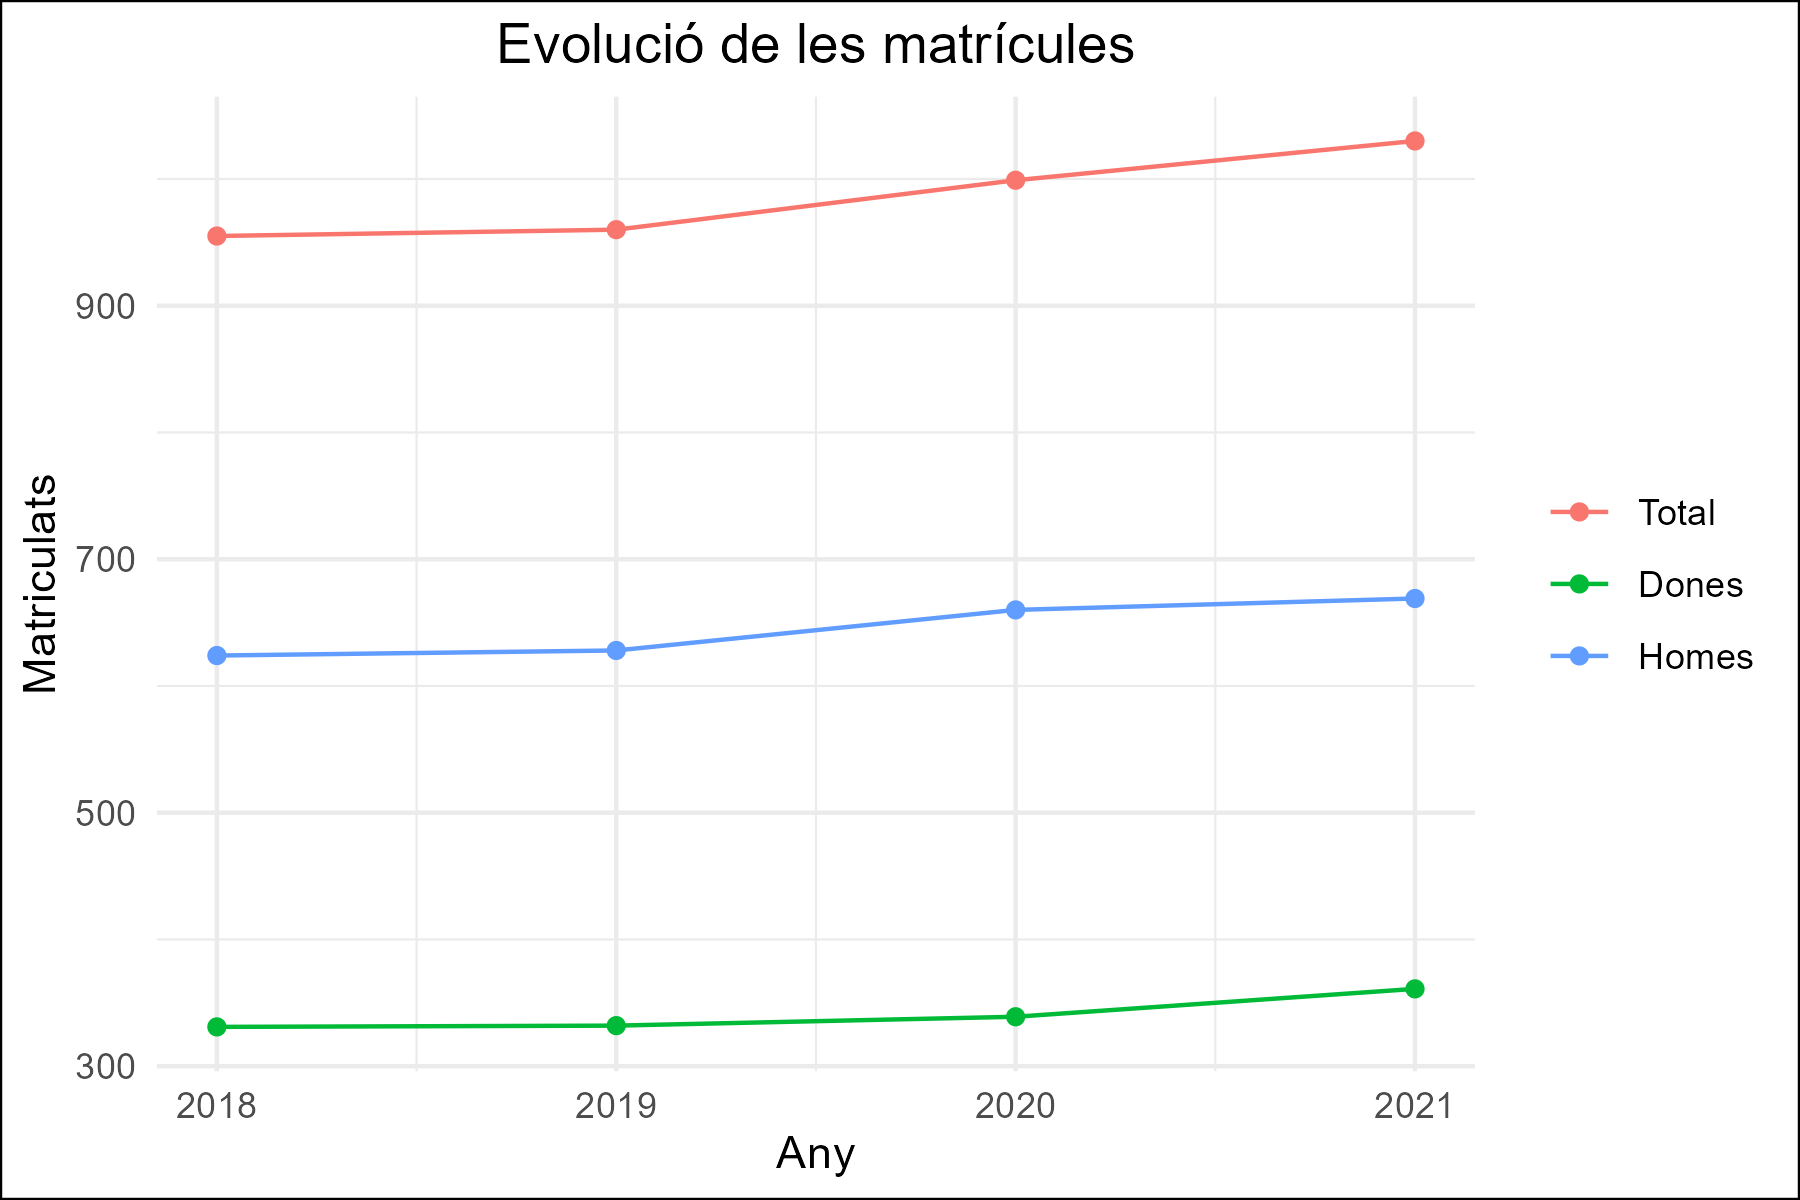 Evolució de les matrícules
Matriculats
900
700
500
300
2018 2019 2020 2021
Any
Total
Dones
Homes